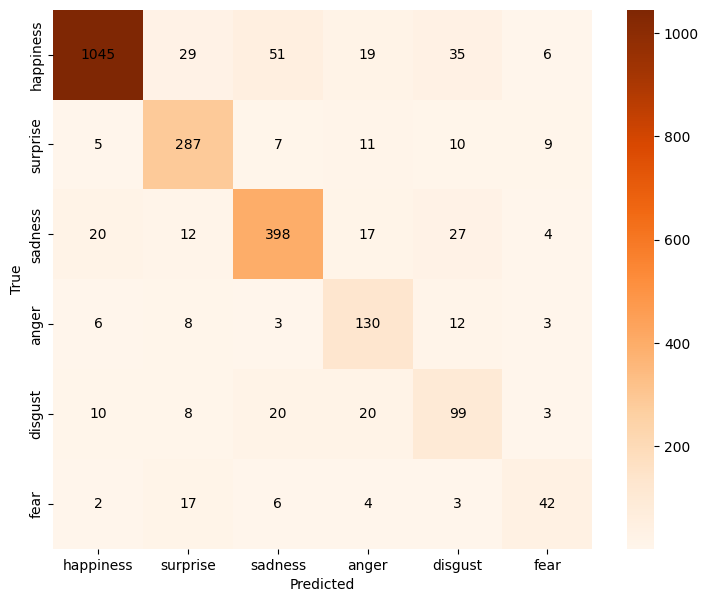 happiness 1045 29 51 19 35 6
surprise 5 287 7 11 10 9
sadness 20 12 398 17 27 4
anger 6 8 3 130 12 3
disgust 10 8 20 20 99 3
fear 2 17 6 4 3 42
happiness surprise sadness anger disgust fear
Predicted
True
1000
800
600
400
200